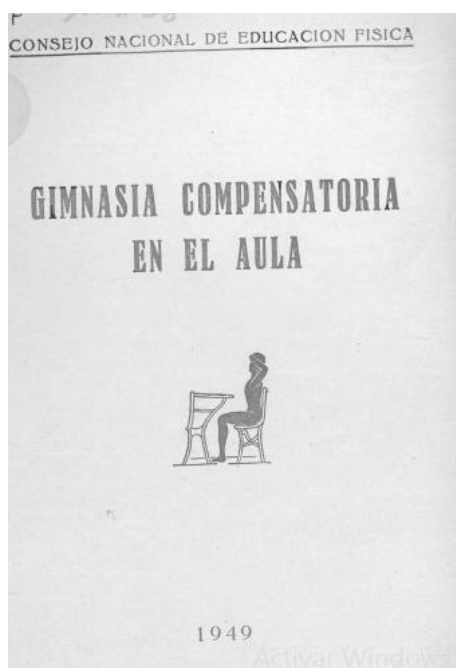 CONSEJO NACIONAL DE EDUCACION FISICA
GIMNASIA COMPENSATORIA
EN EL AULA
1949
Activar Windows